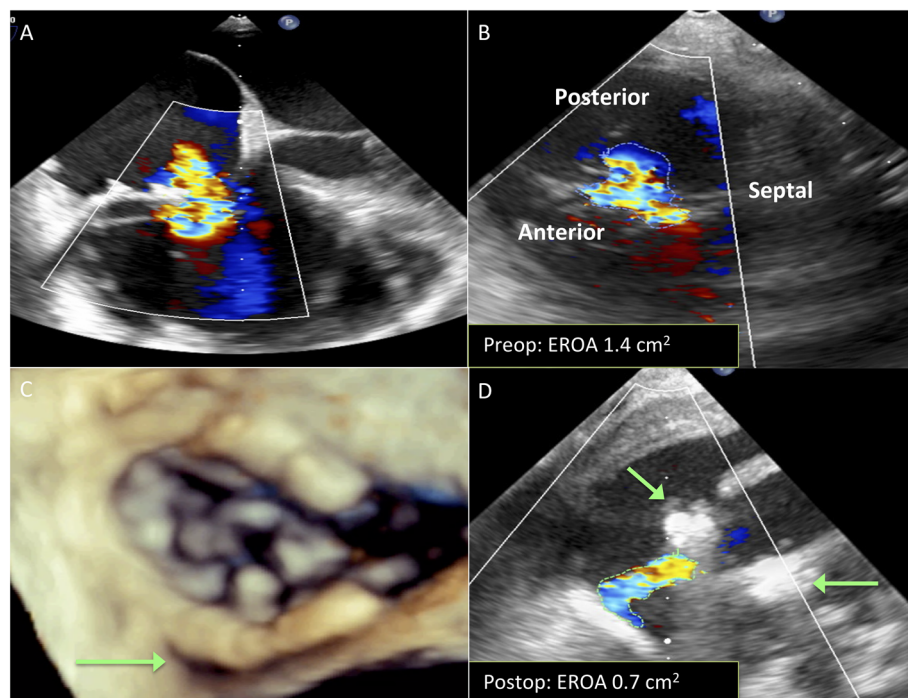 A
P
B
Posterior
Septal
Anterior
Preop: EROA 1.4 cm²
C
D
Postop: EROA 0.7 cm²